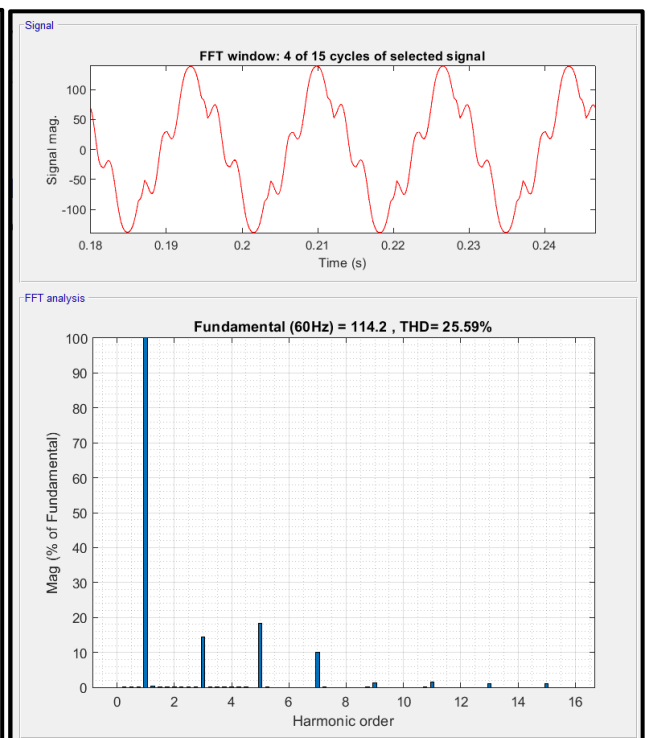 Signal
FFT window: 4 of 15 cycles of selected signal
100
50
0
-50
-100
Signal mag.
0.18 0.19 0.2 0.21 0.22 0.23 0.24
Time (s)
FFT analysis
Fundamental (60Hz) = 114.2 , THD= 25.59%
100
90
80
70
60
50
40
30
20
10
0
Mag (% of Fundamental)
0 2 4 6 8 10 12 14 16
Harmonic order